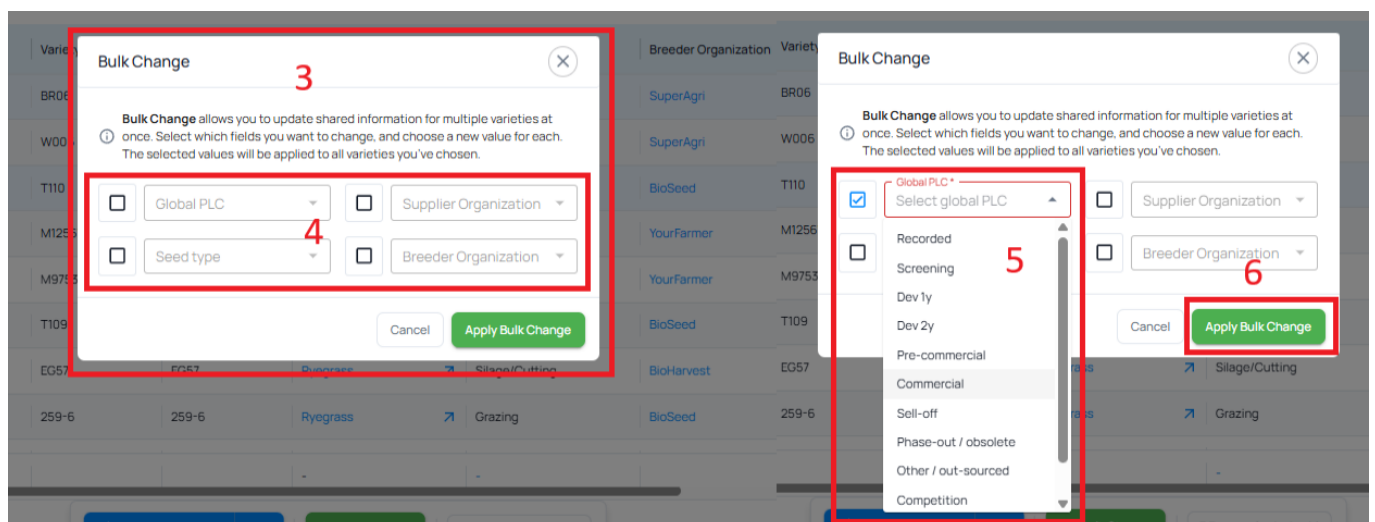 Variety
Bulk Change
3
Breeder Organization
BR06
SuperAgri
Bulk Change allows you to update shared information for multiple varieties at
once. Select which fields you want to change, and choose a new value for each.
The selected values will be applied to all varieties you've chosen.
W006
SuperAgri
T110
BioSeed
Global PLC
Supplier Organization
4
M1256
YourFarmer
Seed type
Breeder Organization
M9753
YourFarmer
T109
Cancel
Apply Bulk Change
BioSeed
EG57
EG57
Ryegrass
Silage/Cutting
BioHarvest
259-6
259-6
Ryegrass
Grazing
BioSeed
-
-
Variety
Bulk Change
BR06
Bulk Change allows you to update shared information for multiple varieties at
once. Select which fields you want to change, and choose a new value for each.
The selected values will be applied to all varieties you've chosen.
W006
T110
Global PLC *
Select global PLC
Supplier Organization
M1256
Recorded
Screening
5
Breeder Organization
6
M9753
Dev 1y
Dev 2y
T109
Cancel
Apply Bulk Change
Pre-commercial
EG57
Silage/Cutting
Commercial
Sell-off
259-6
Grazing
Phase-out / obsolete
Other / out-sourced
-
Competition